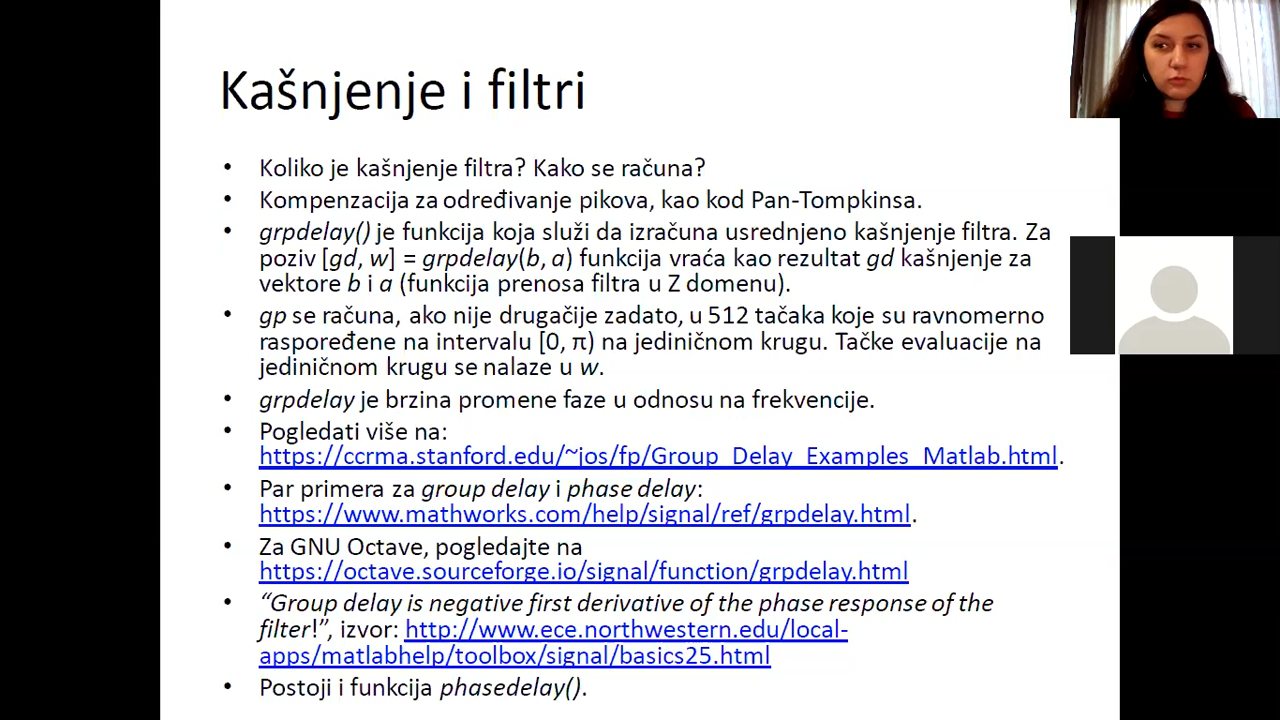 Kašnjenje i filtri
• Koliko je kašnjenje filtra? Kako se računa?
• Kompenzacija za određivanje pikova, kao kod Pan-Tompkinsa.
• grpdelay() je funkcija koja služi da izračuna usrednjeno kašnjenje filtra. Za
poziv [gd, w] = grpdelay(b, a) funkcija vraća kao rezultat gd kašnjenje za
vektore b i a (funkcija prenosa filtra u Z domenu).
• gp se računa, ako nije drugačije zadato, u 512 tačaka koje su ravnomerno
raspoređene na intervalu [0, π) na jediničnom krugu. Tačke evaluacije na
jediničnom krugu se nalaze u w.
• grpdelay je brzina promene faze u odnosu na frekvencije.
• Pogledati više na:
https://ccrma.stanford.edu/~jos/fp/Group_Delay_Examples_Matlab.html.
• Par primera za group delay i phase delay:
https://www.mathworks.com/help/signal/ref/grpdelay.html.
• Za GNU Octave, pogledajte na
https://octave.sourceforge.io/signal/function/grpdelay.html
• “Group delay is negative first derivative of the phase response of the
filter!”, izvor: http://www.ece.northwestern.edu/local-
apps/matlabhelp/toolbox/signal/basics25.html
• Postoji i funkcija phasedelay().